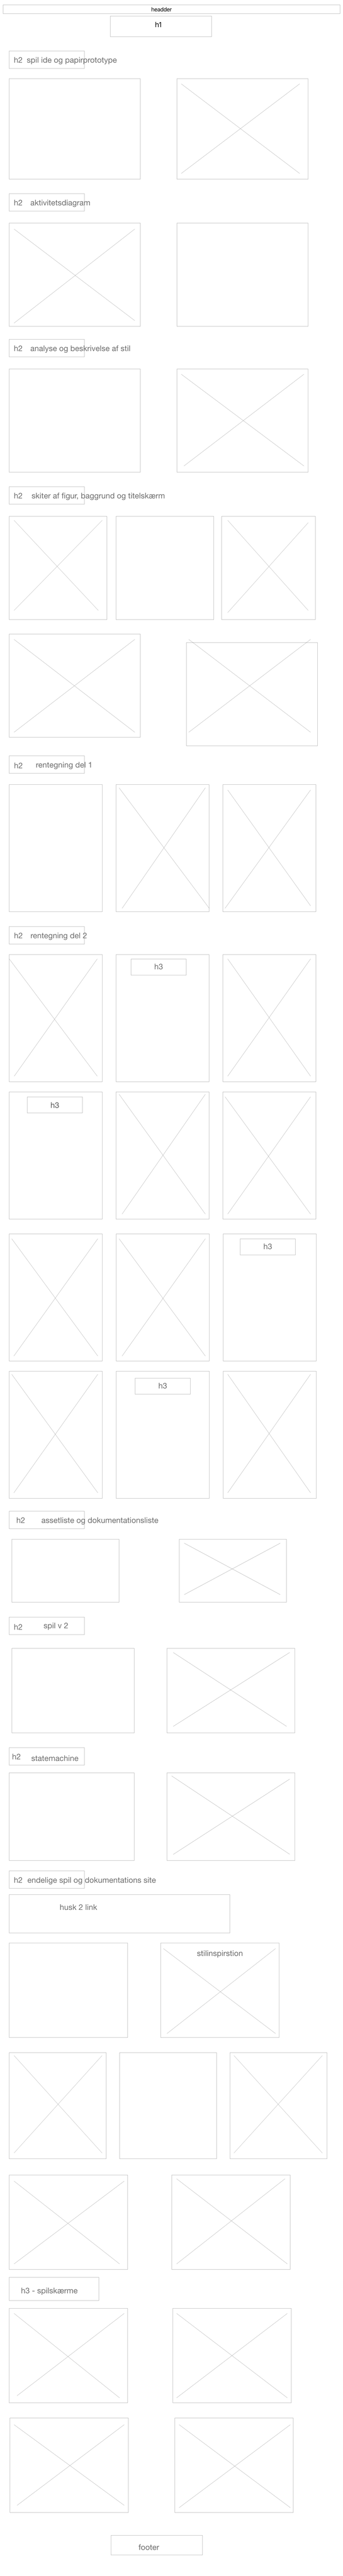 headder
h1
h2 spil ide og papirprototype
h2 aktivitetsdiagram
h2 analyse og beskrivelse af stil
h2 skiter af figur, baggrund og titelskærm
h2 rentegning del 1
h2 rentegning del 2
h3
h3
h3
h3
h2 assetliste og dokumentationsliste
h2 spil v 2
h2 statemachine
h2 endelige spil og dokumentations site
husk 2 link
stilinspirstion
h3 - spilskærme
footer